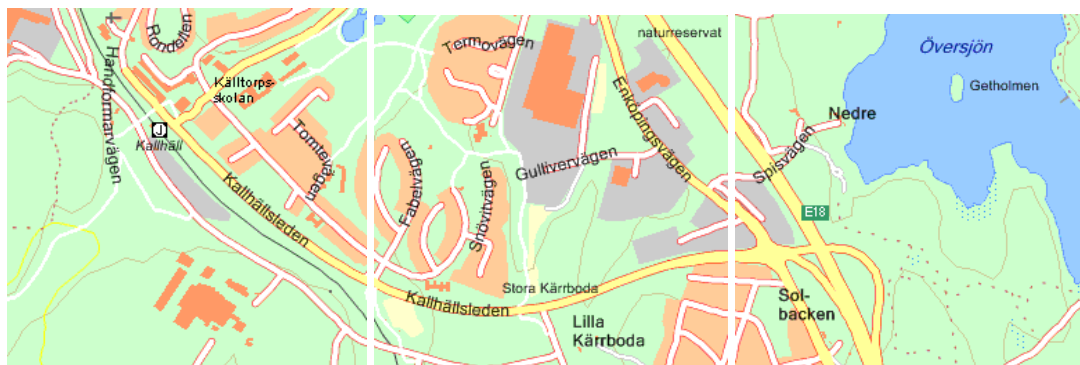 Rondellen
Handformarvägen
Källtorps-
skolan
J
Kallhäll
Tomtevägen
Kallhällsleden
Termovägen
naturreservat
Enköpingsvägen
Gullivervägen
Fabelvägen
Snövitvägen
Stora Kärrboda
Kallhällsleden
Lilla
Kärrboda
Översjön
Getholmen
Nedre
Spisvägen
E18
Sol-
backen